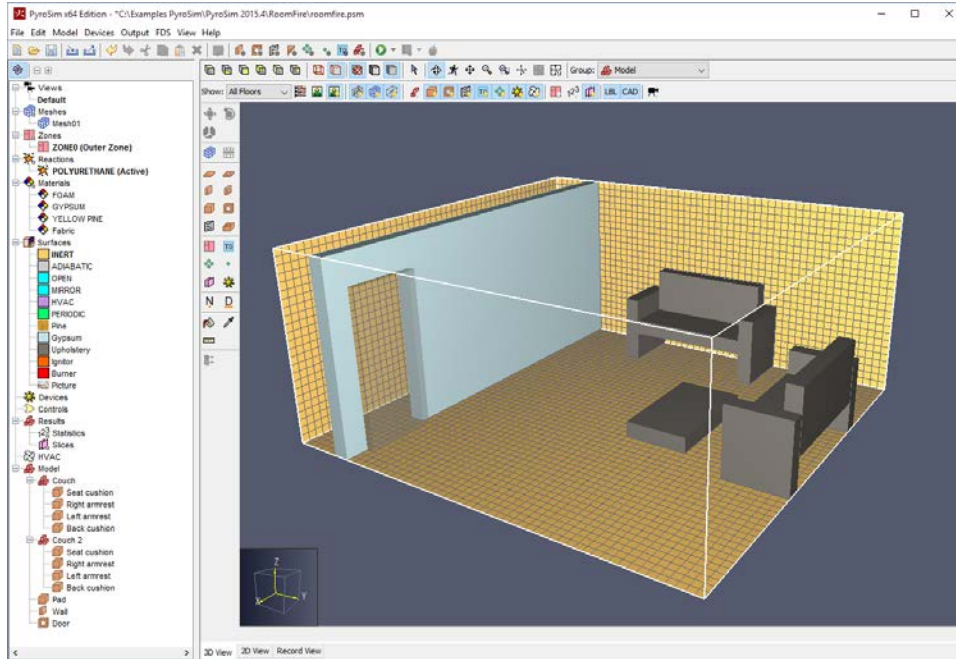 PyroSim x64 Edition - *C:\Examples PyroSim\PyroSim 2015.4\RoomFire\roomfire.psm
File Edit Model Devices Output FDS View Help
Group: Model
Show: All Floors
LBL CAD
Views
Default
Meshes
Mesh01
Zones
ZONE0 (Outer Zone)
Reactions
POLYURETHANE (Active)
Materials
FOAM
GYPSUM
YELLOW PINE
Fabric
Surfaces
INERT
ADIABATIC
OPEN
MIRROR
HVAC
PERIODIC
Pine
Gypsum
Upholstery
Ignitor
Burner
Picture
Devices
Controls
Results
Statistics
Slices
HVAC
Model
Couch
Seat cushion
Right armrest
Left armrest
Back cushion
Couch 2
Seat cushion
Right armrest
Left armrest
Back cushion
Pad
Wall
Door
N D
Z
X Y
3D View 2D View Record View